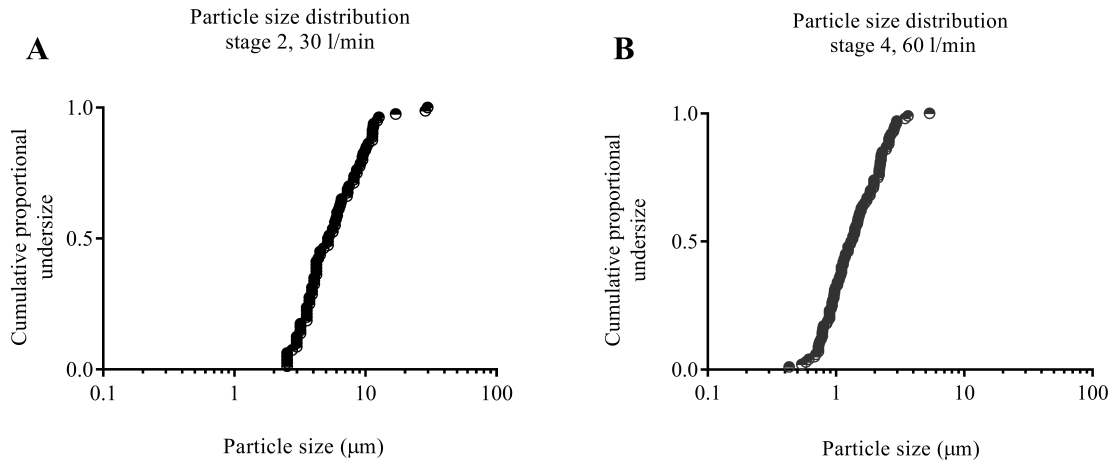 A
Particle size distribution
stage 2, 30 l/min
Cumulative proportional
undersize
1.0
0.5
0.0
0.1
1
10
100
Particle size (μm)
B
Particle size distribution
stage 4, 60 l/min
Cumulative proportional
undersize
1.0
0.5
0.0
0.1
1
10
100
Particle size (μm)